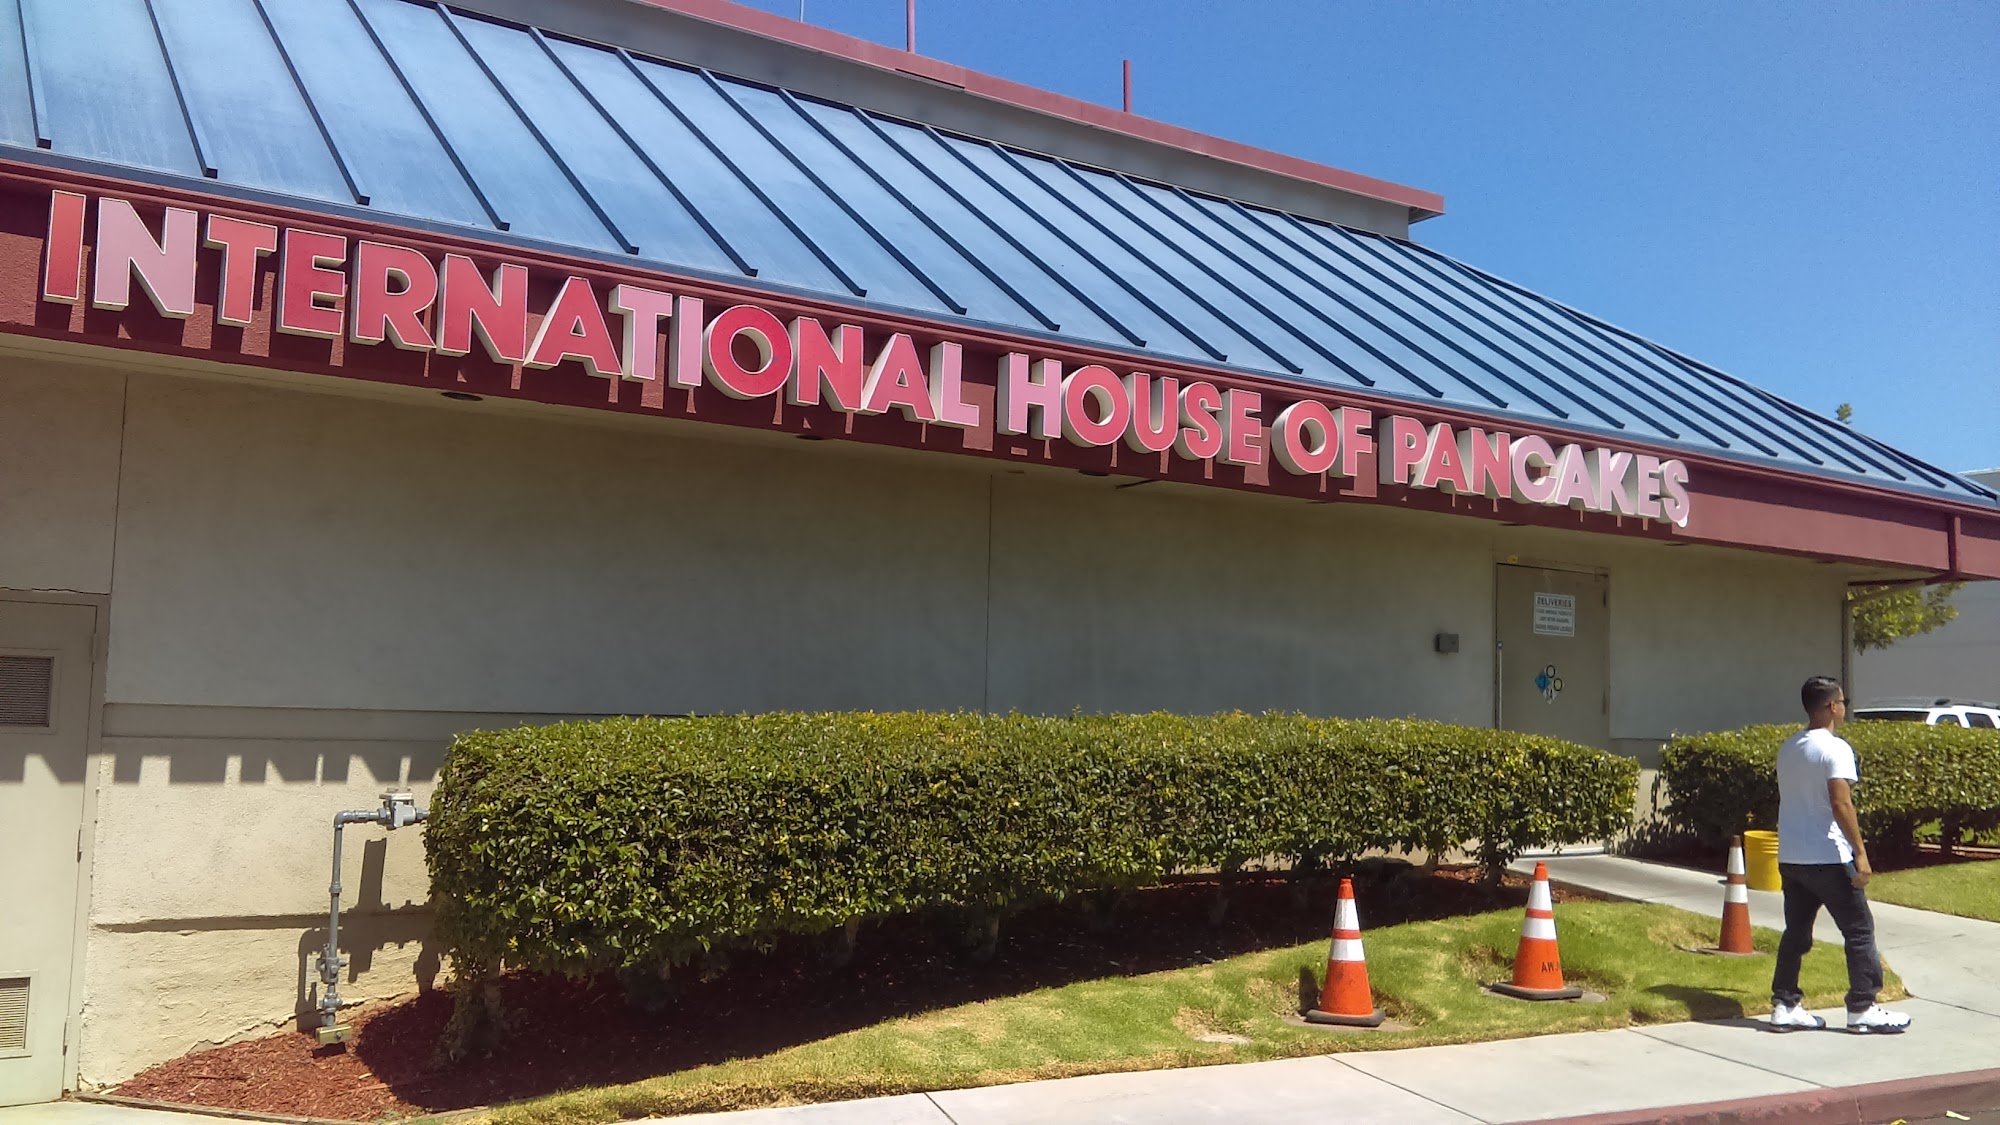 INTERNATIONAL HOUSE OF PANCAKES
DELIVERIES